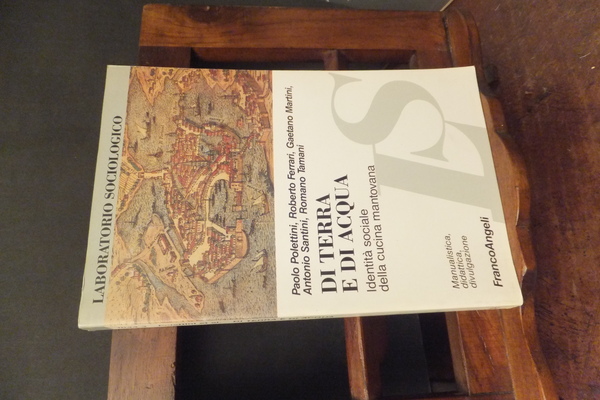 LABORATORIO SOCIOLOGICO
Paolo Polettini, Roberto Ferrari, Gaetano Martini,
Antonio Santini, Romano Tamani
DI TERRA
E DI ACQUA
Identità sociale
della cucina mantovana
LS
Manualistica,
didattica,
divulgazione
FrancoAngeli